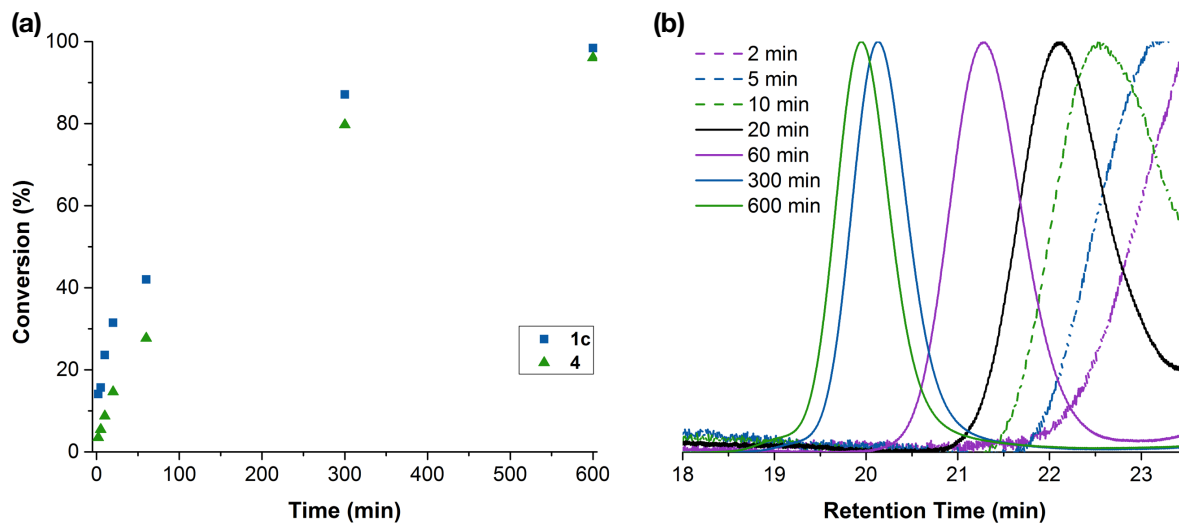 (a)
100
80
60
40
20
0
Conversion (%)
0 100 200 300 400 500 600
Time (min)
1c
4
(b)
2 min
5 min
10 min
20 min
60 min
300 min
600 min
18 19 20 21 22 23
Retention Time (min)